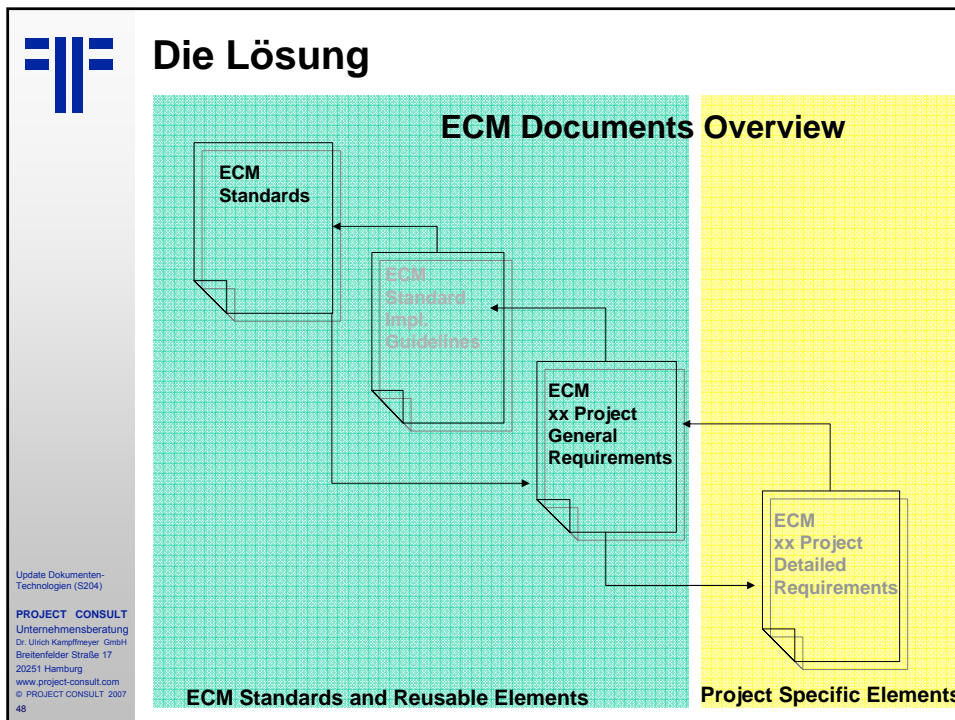 Die Lösung
ECM Documents Overview
ECM
Standards
ECM
Standard
Impl.
Guidelines
ECM
xx Project
General
Requirements
ECM
xx Project
Detailed
Requirements
ECM Standards and Reusable Elements
Project Specific Elements
Update Dokumenten-
Technologien (S204)
PROJECT CONSULT
Unternehmensberatung
Dr. Ulrich Kampffmeyer GmbH
Breitenfelder Straße 17
20251 Hamburg
www.project-consult.com
© PROJECT CONSULT 2007
48